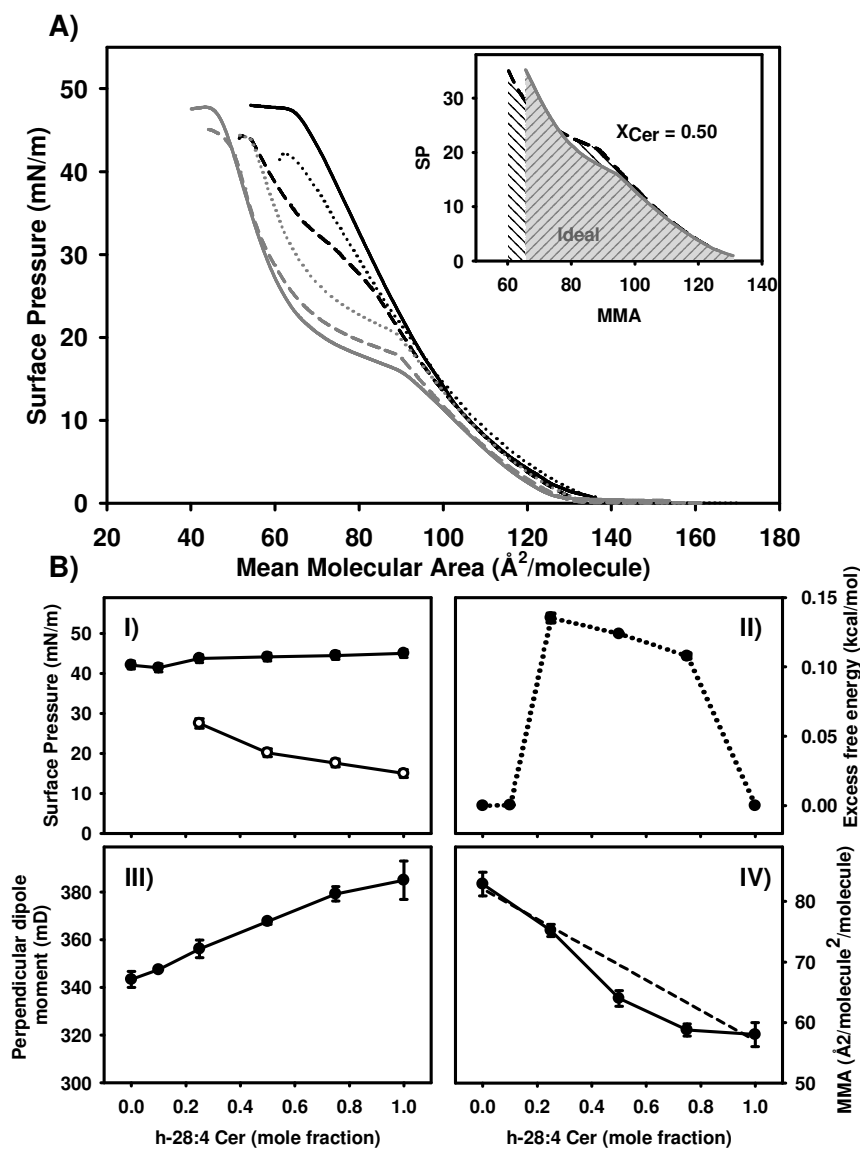 A)
Surface Pressure (mN/m)
50
40
30
20
10
0
20 40 60 80 100 120 140 160 180
Mean Molecular Area (Å2/molecule)
SP
30
20
10
0
XCer = 0.50
Ideal
60 80 100 120 140
MMA
B)
I)
Surface Pressure (mN/m)
50
40
30
20
10
0
II)
0.15
0.10
0.05
0.00
Excess free energy (kcal/mol)
III)
Perpendicular dipole
moment (mD)
380
360
340
320
300
0.0 0.2 0.4 0.6 0.8 1.0
h-28:4 Cer (mole fraction)
IV)
80
70
60
50
MMA (Å2/molecule2/molecule)
0.0 0.2 0.4 0.6 0.8 1.0
h-28:4 Cer (mole fraction)